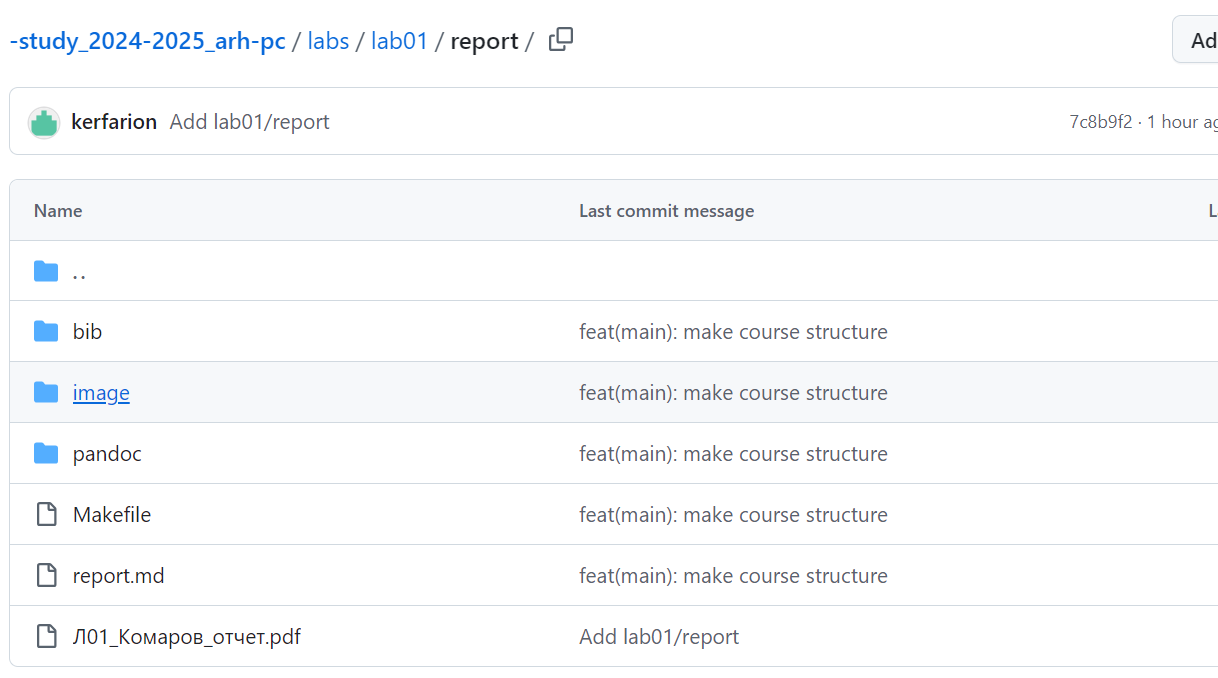 -study_2024-2025_arh-pc / labs / lab01 / report /
Ad
kerfarion Add lab01/report 7c8b9f2 · 1 hour ag
Name Last commit message L
..
bib feat(main): make course structure
image feat(main): make course structure
pandoc feat(main): make course structure
Makefile feat(main): make course structure
report.md feat(main): make course structure
Л01_Комаров_отчет.pdf Add lab01/report